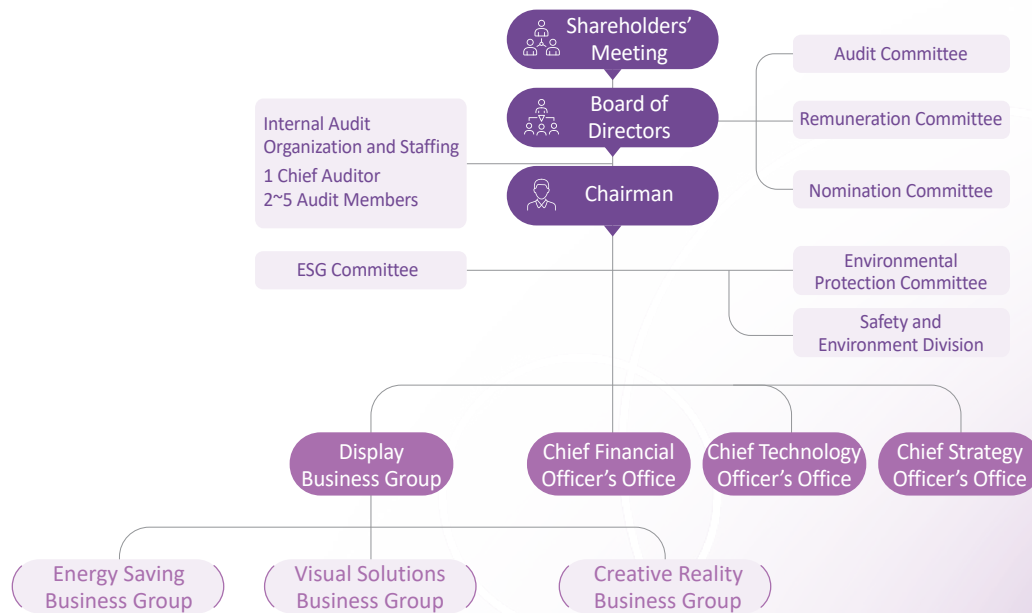 Shareholders’
Meeting
Board of
Directors
Chairman
Audit Committee
Remuneration Committee
Nomination Committee
Internal Audit
Organization and Staffing
1 Chief Auditor
2~5 Audit Members
ESG Committee
Environmental
Protection Committee
Safety and
Environment Division
Display
Business Group
Chief Financial
Officer’s Office
Chief Technology
Officer’s Office
Chief Strategy
Officer’s Office
Energy Saving
Business Group
Visual Solutions
Business Group
Creative Reality
Business Group